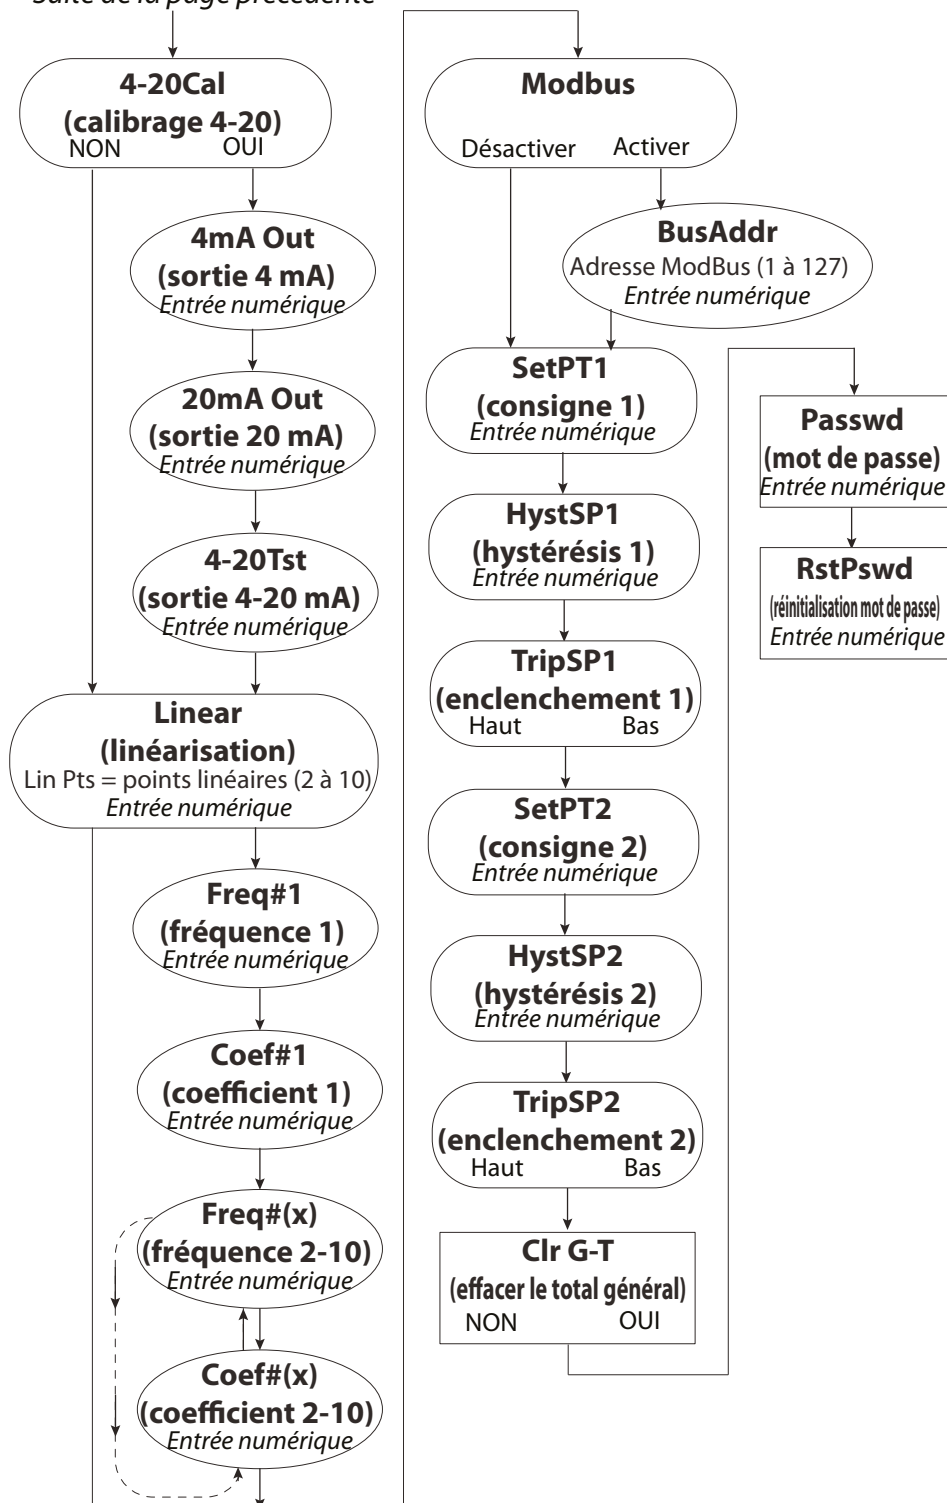 Suite de la page précédente
4-20Cal
(calibrage 4-20)
NON OUI
4mA Out
(sortie 4 mA)
Entrée numérique
20mA Out
(sortie 20 mA)
Entrée numérique
4-20Tst
(sortie 4-20 mA)
Entrée numérique
Linear
(linéarisation)
Lin Pts = points linéaires (2 à 10)
Entrée numérique
Freq#1
(fréquence 1)
Entrée numérique
Coef#1
(coefficient 1)
Entrée numérique
Freq#(x)
(fréquence 2-10)
Entrée numérique
Coef#(x)
(coefficient 2-10)
Entrée numérique
Modbus
Désactiver Activer
BusAddr
Adresse ModBus (1 à 127)
Entrée numérique
SetPT1
(consigne 1)
Entrée numérique
HystSP1
(hystérésis 1)
Entrée numérique
TripSP1
(enclenchement 1)
Haut Bas
SetPT2
(consigne 2)
Entrée numérique
HystSP2
(hystérésis 2)
Entrée numérique
TripSP2
(enclenchement 2)
Haut Bas
Clr G-T
(effacer le total général)
NON OUI
Passwd
(mot de passe)
Entrée numérique
RstPswd
(réinitialisation mot de passe)
Entrée numérique